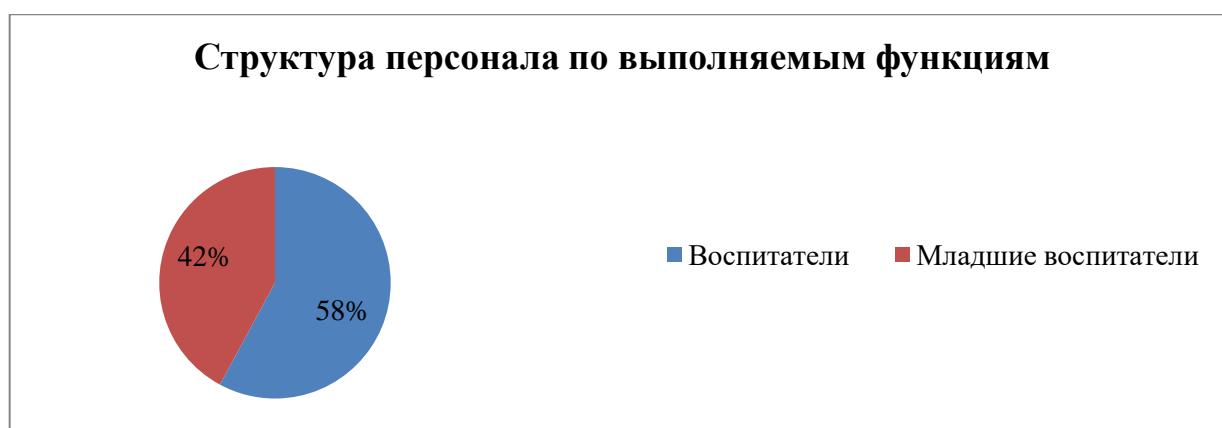 Структура персонала по выполняемым функциям
42%
58%
Воспитатели
Младшие воспитатели